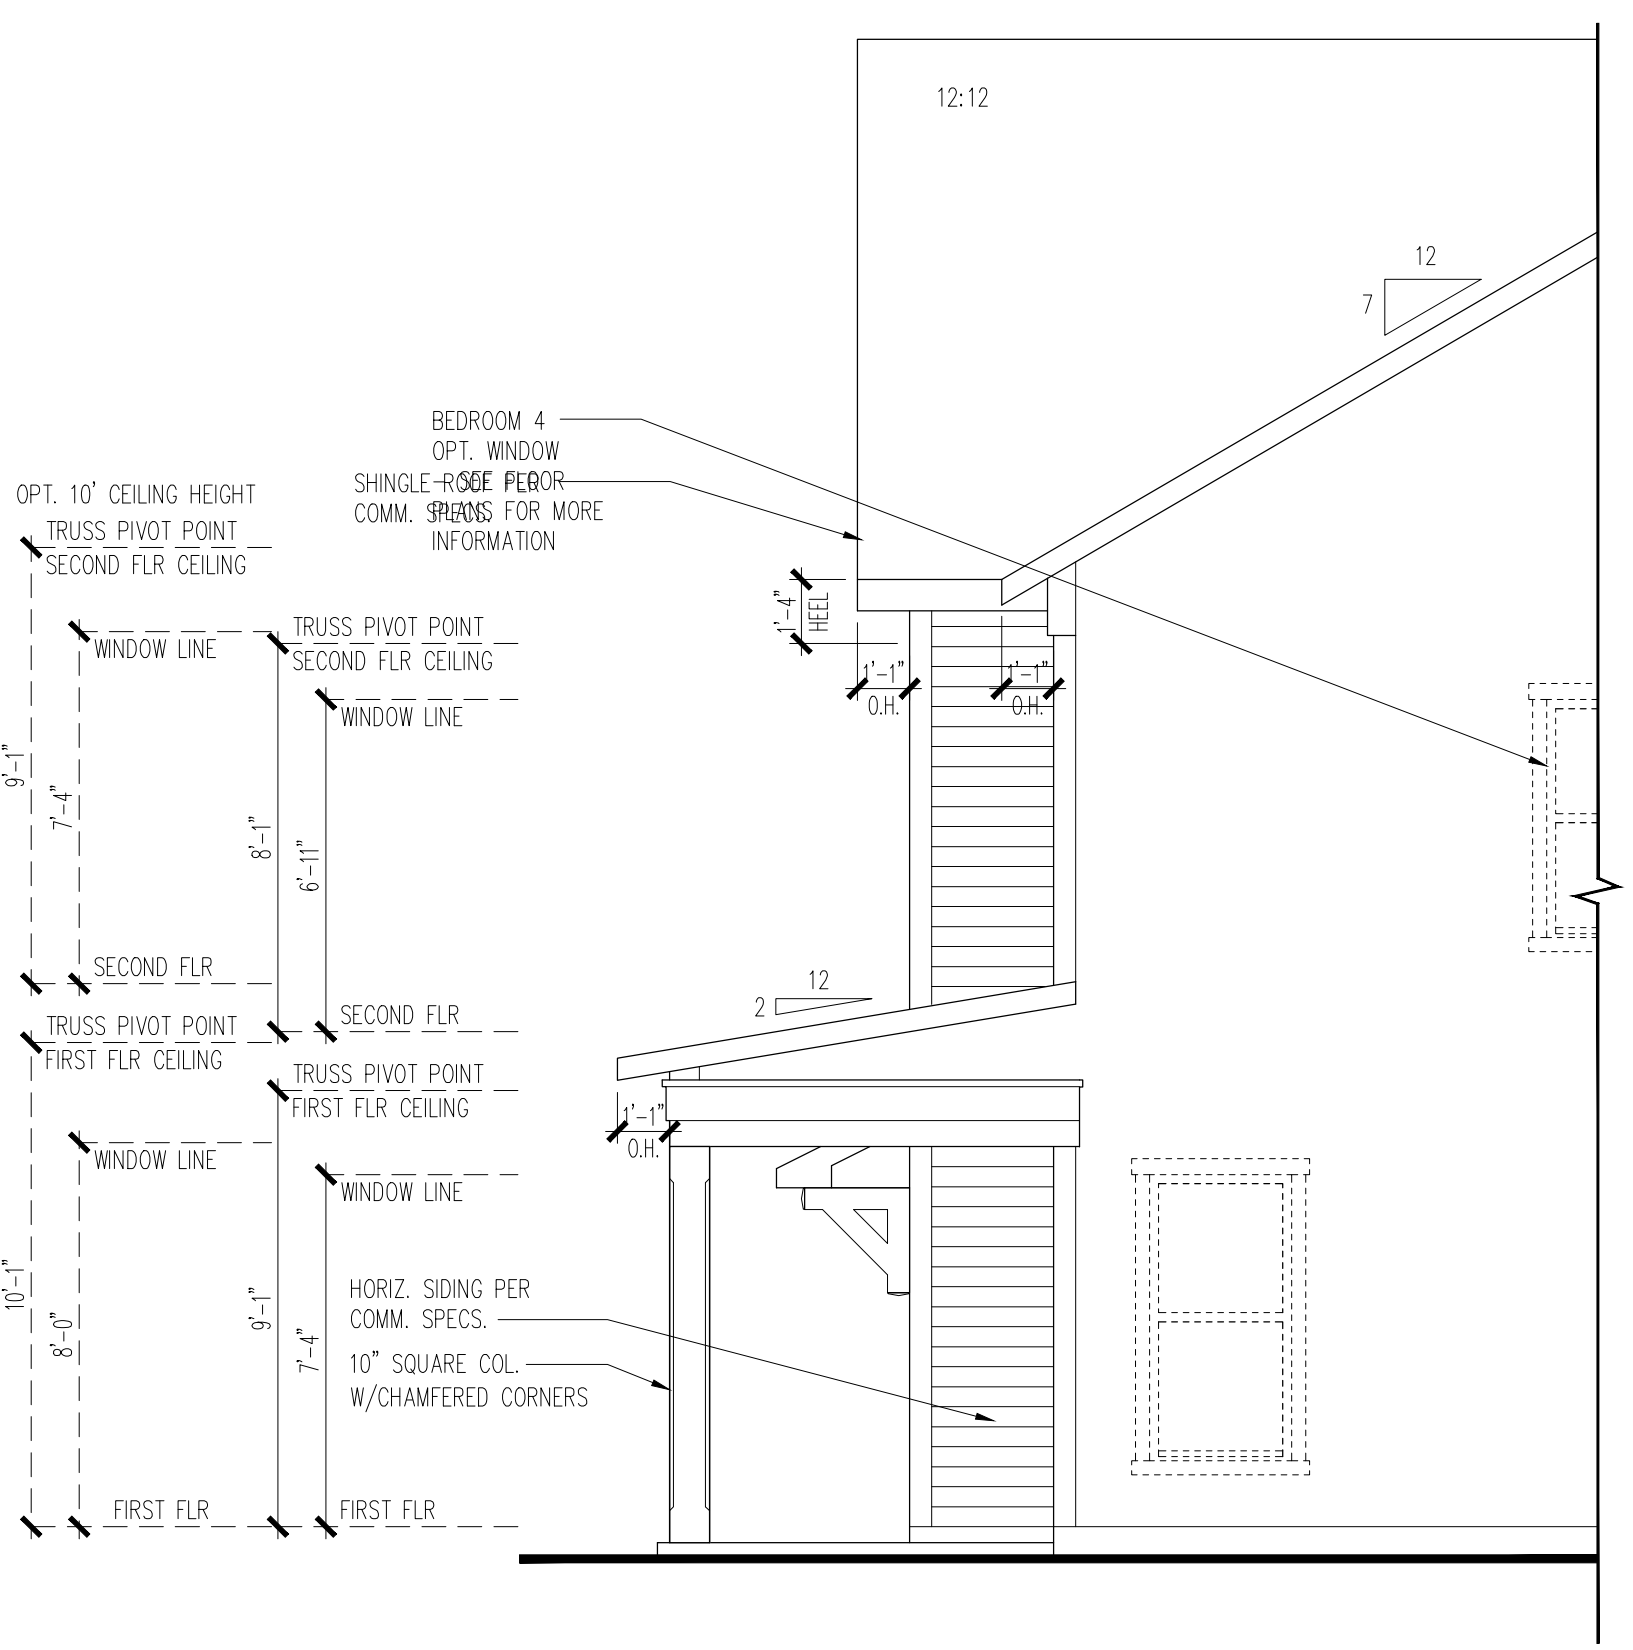 12:12
12
7
BEDROOM 4
OPT. WINDOW
– SEE FLOOR
PLANS FOR MORE
INFORMATION
SHINGLE ROOF PER
COMM. SPECS.
OPT. 10' CEILING HEIGHT
TRUSS PIVOT POINT
SECOND FLR CEILING
WINDOW LINE
9'-1"
7'-4"
SECOND FLR
TRUSS PIVOT POINT
SECOND FLR CEILING
WINDOW LINE
8'-1"
6'-11"
SECOND FLR
1'-4"
HEEL
1'-1"
O.H.
1'-1"
O.H.
12
2
TRUSS PIVOT POINT
FIRST FLR CEILING
WINDOW LINE
10'-1"
8'-0"
FIRST FLR
TRUSS PIVOT POINT
FIRST FLR CEILING
WINDOW LINE
9'-1"
7'-4"
FIRST FLR
1'-1"
O.H.
HORIZ. SIDING PER
COMM. SPECS.
10" SQUARE COL.
W/CHAMFERED CORNERS